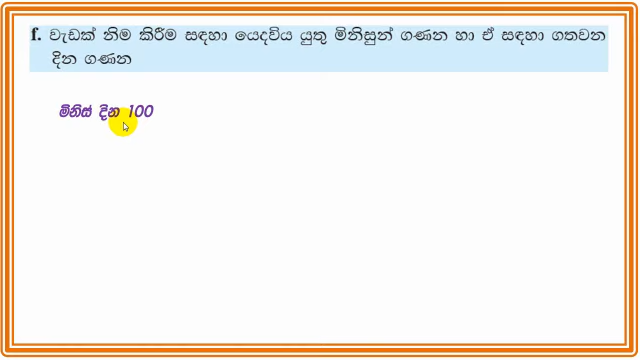 f. වැඩක් නිම කිරීම සඳහා යෙදවිය යුතු මිනිසුන් ගණන හා ඒ සඳහා ගතවන
දින ගණන
මිනිස් දින 100